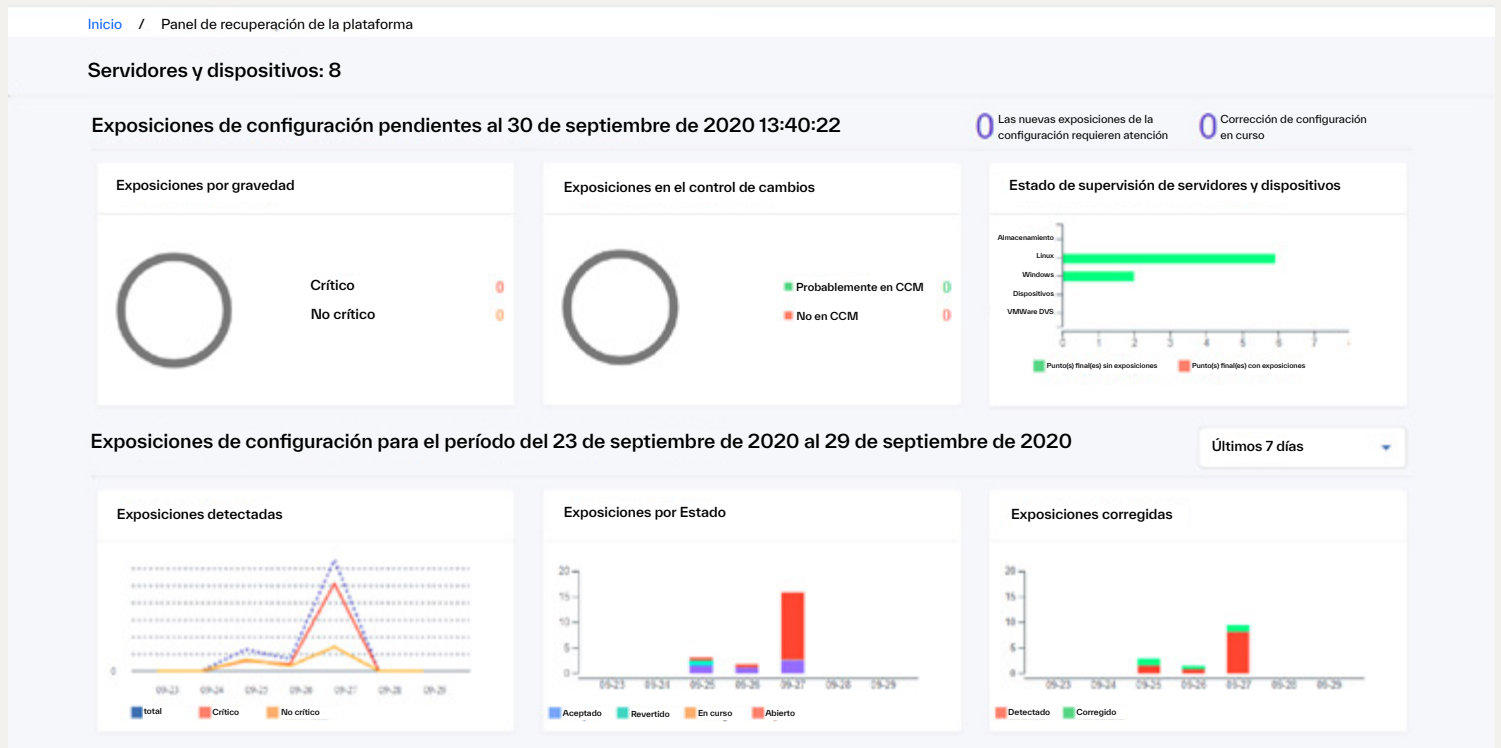 Inicio / Panel de recuperación de la plataforma
Servidores y dispositivos: 8
Exposiciones de configuración pendientes al 30 de septiembre de 2020 13:40:22
0 Las nuevas exposiciones de la
configuración requieren atención
0 Corrección de configuración
en curso
Exposiciones por gravedad
Crítico 0
No crítico 0
Exposiciones en el control de cambios
Probablemente en CCM 0
No en CCM 0
Estado de supervisión de servidores y dispositivos
Almacenamiento
Linux
Windows
Dispositivos
VMWare DVS
0 1 2 3 4 5 6 7
Punto(s) final(es) sin exposiciones Punto(s) final(es) con exposiciones
Exposiciones de configuración para el período del 23 de septiembre de 2020 al 29 de septiembre de 2020
Últimos 7 días
Exposiciones detectadas
0
09-23 09-24 09-25 09-26 09-27 09-28 09-29
total Crítico No crítico
Exposiciones por Estado
20
15
10
5
0
09-23 09-24 09-25 09-26 09-27 09-28 09-29
Aceptado Revertido En curso Abierto
Exposiciones corregidas
20
15
10
5
0
09-23 09-24 09-25 09-26 09-27 09-28 09-29
Detectado Corregido